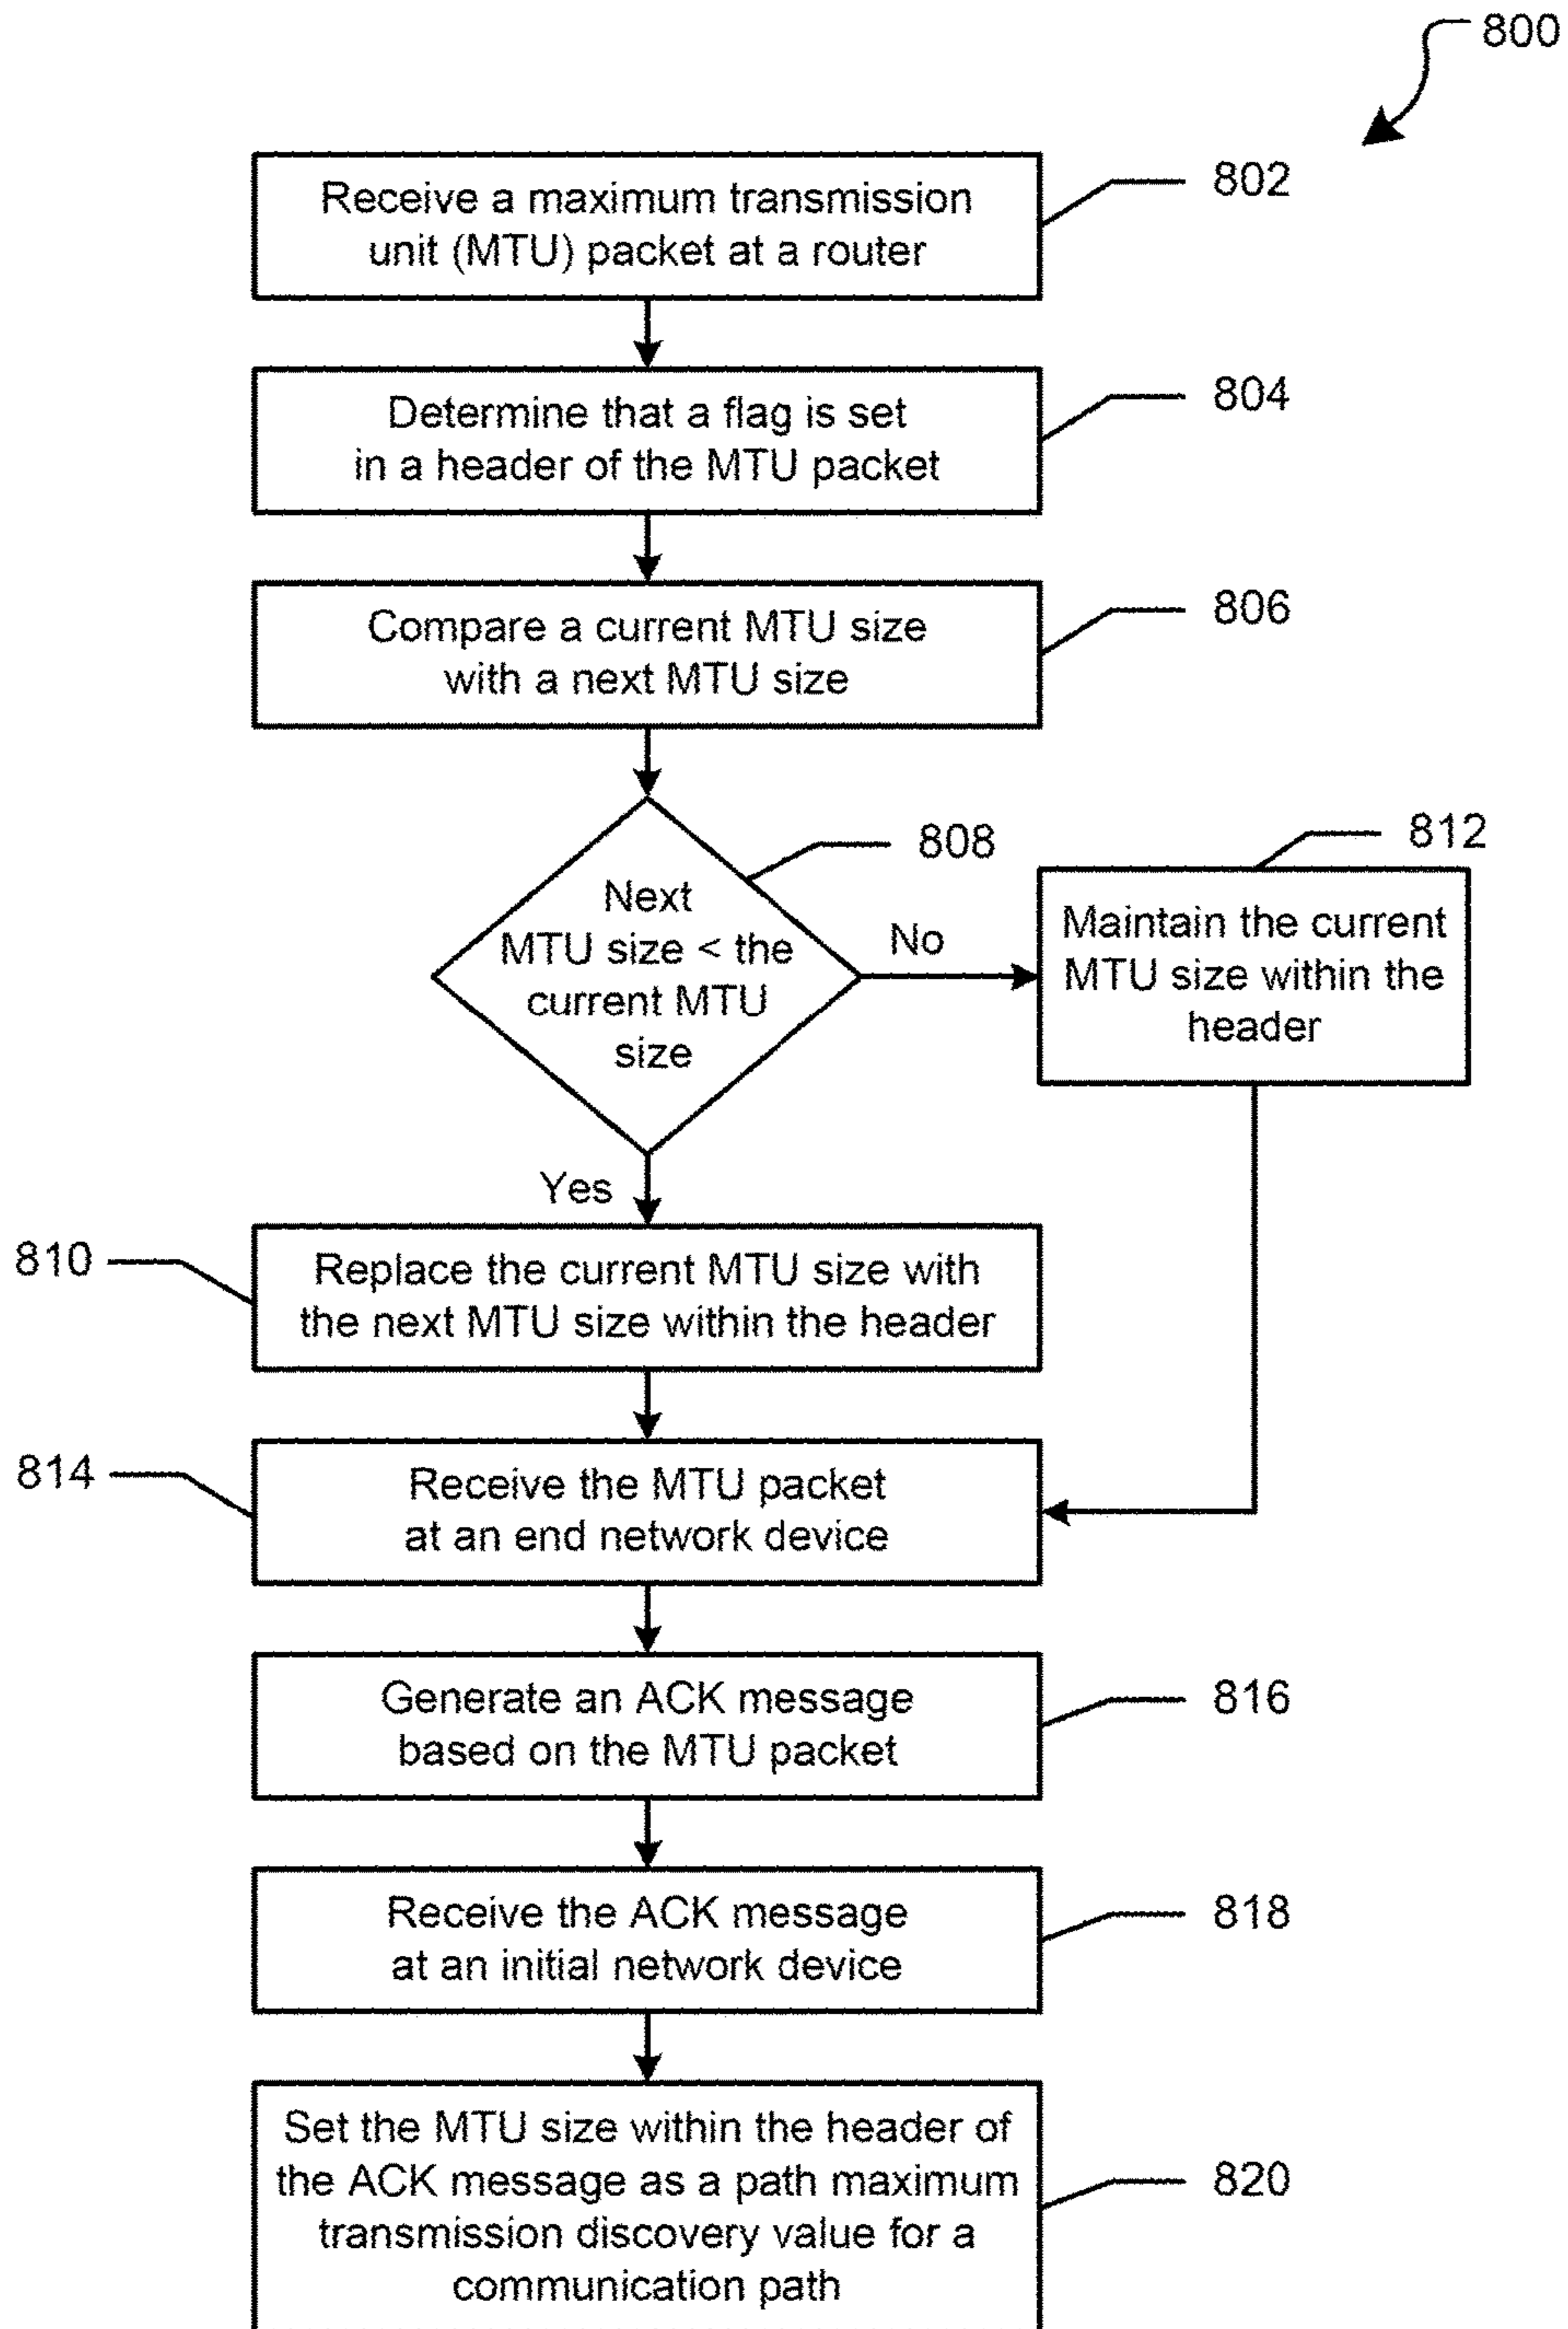 800
Receive a maximum transmission
unit (MTU) packet at a router
802
Determine that a flag is set
in a header of the MTU packet
804
Compare a current MTU size
with a next MTU size
806
808
Next
MTU size < the
current MTU
size
No
812
Maintain the current
MTU size within the
header
Yes
810
Replace the current MTU size with
the next MTU size within the header
814
Receive the MTU packet
at an end network device
Generate an ACK message
based on the MTU packet
816
Receive the ACK message
at an initial network device
818
Set the MTU size within the header of
the ACK message as a path maximum
transmission discovery value for a
communication path
820